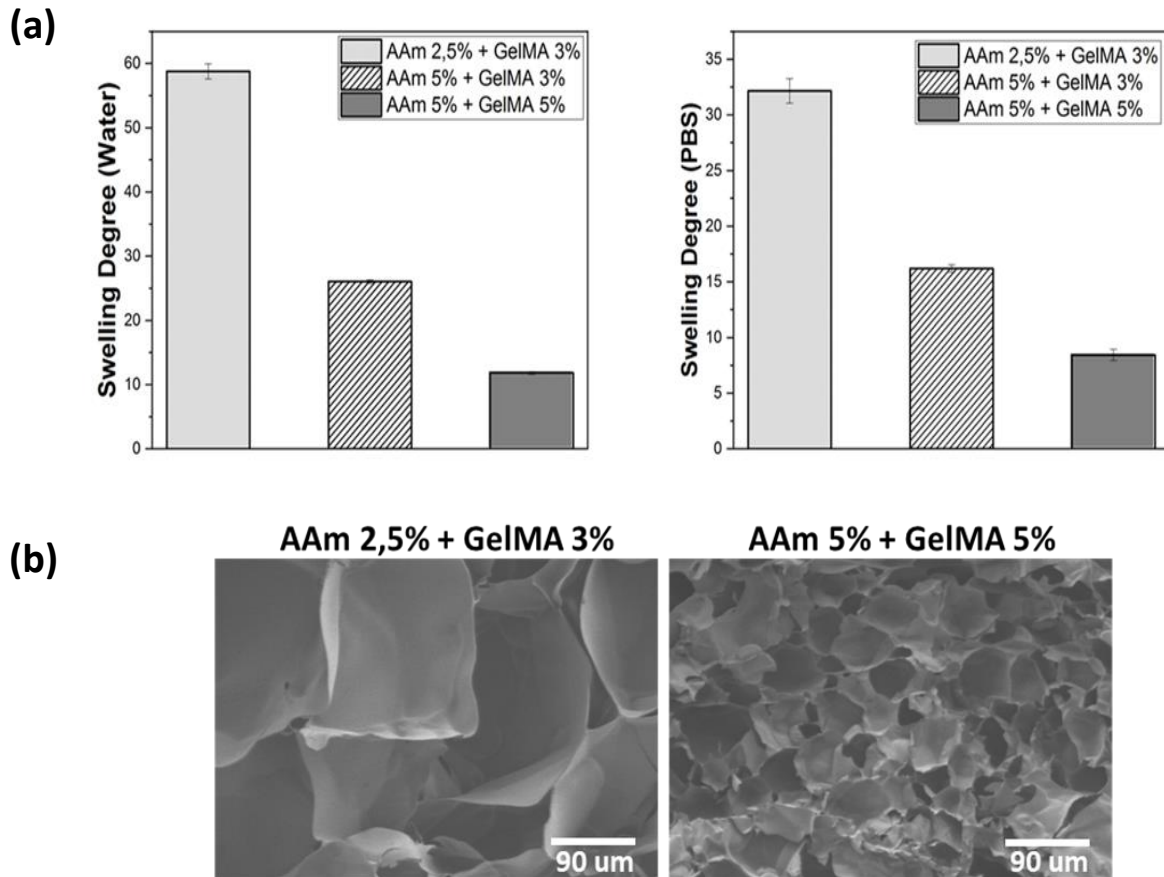 (a)
Swelling Degree (Water)
60
50
40
30
20
10
0
AAm 2,5% + GelMA 3%
AAm 5% + GelMA 3%
AAm 5% + GelMA 5%
Swelling Degree (PBS)
35
30
25
20
15
10
5
0
AAm 2,5% + GelMA 3%
AAm 5% + GelMA 3%
AAm 5% + GelMA 5%
(b)
AAm 2,5% + GelMA 3%
90 um
AAm 5% + GelMA 5%
90 um